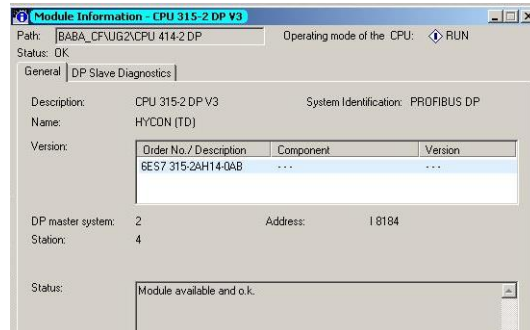 Module Information - CPU 315-2 DP V3
Path: BABA_CF\UG2\CPU 414-2 DP Operating mode of the CPU: RUN
Status: OK
General DP Slave Diagnostics
Description: CPU 315-2 DP V3 System Identification: PROFIBUS DP
Name: HYCON (TD)
Version: Order No./ Description Component Version
6ES7 315-2AH14-0AB - - - - - -
DP master system: 2 Address: I 8184
Station: 4
Status: Module available and o.k.